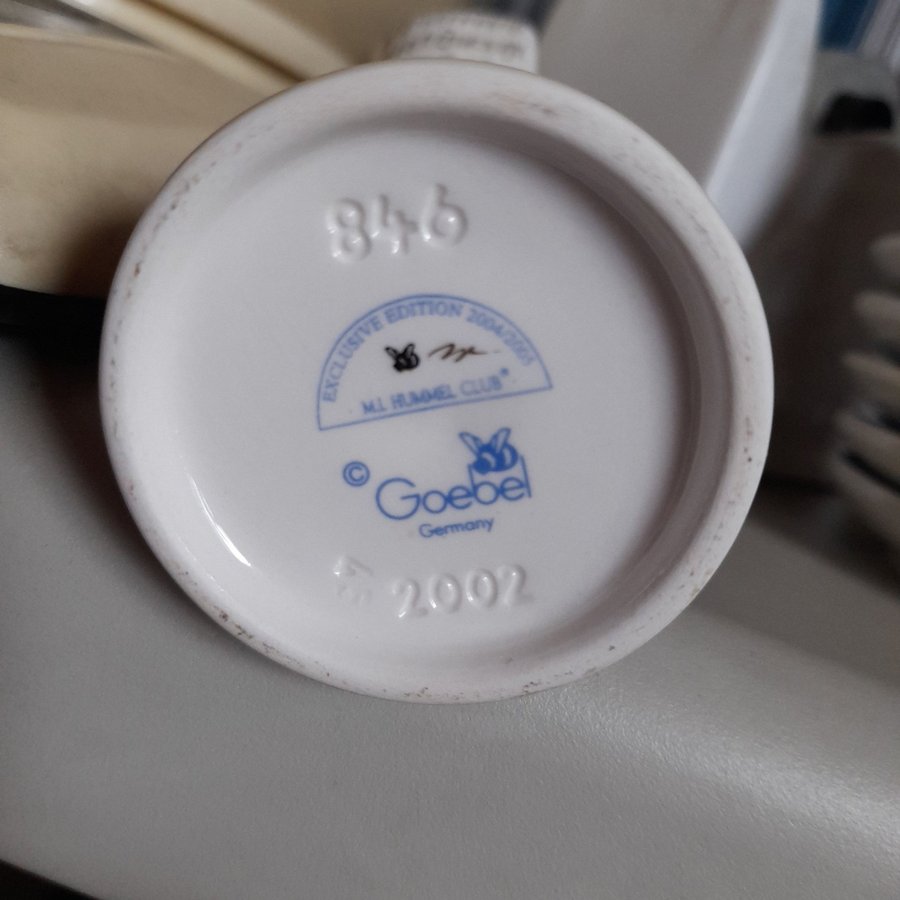 846
EXCLUSIVE EDITION 2004/2005
M.I. HUMMEL CLUB®
© Goebel
Germany
2002